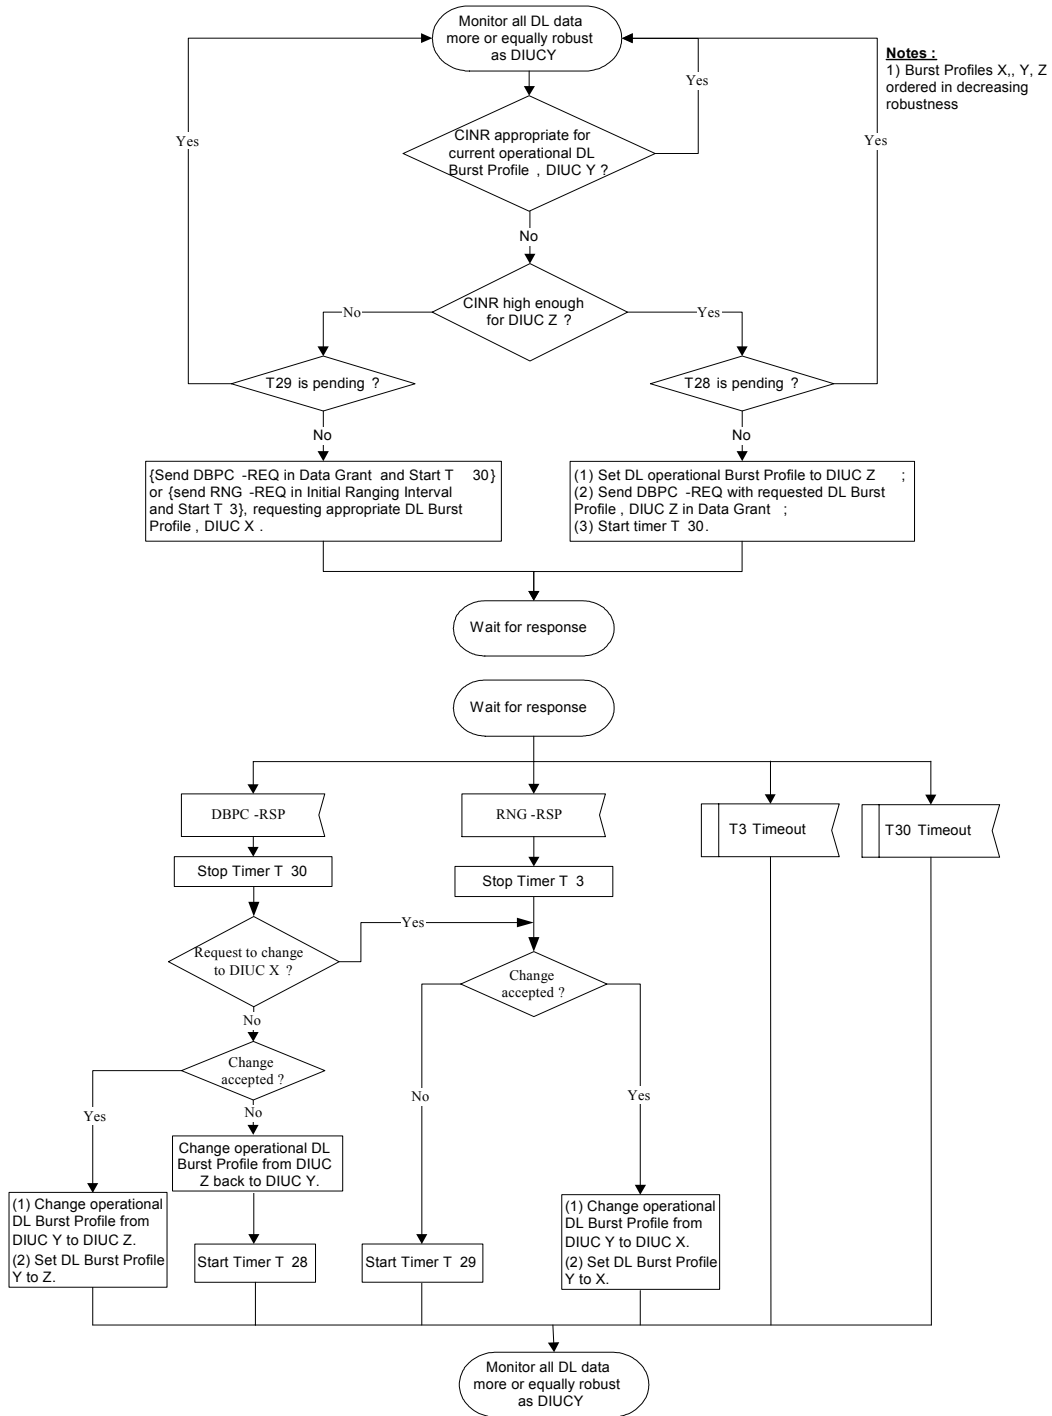 Monitor all DL data
more or equally robust
as DIUCY
Notes :
1) Burst Profiles X,, Y, Z
ordered in decreasing
robustness
Yes
Yes
Yes
CINR appropriate for
current operational DL
Burst Profile , DIUC Y ?
No
CINR high enough
for DIUC Z ?
No
Yes
T29 is pending ?
T28 is pending ?
No
No
{Send DBPC -REQ in Data Grant and Start T 30}
or {send RNG -REQ in Initial Ranging Interval
and Start T 3}, requesting appropriate DL Burst
Profile , DIUC X .
(1) Set DL operational Burst Profile to DIUC Z ;
(2) Send DBPC -REQ with requested DL Burst
Profile , DIUC Z in Data Grant ;
(3) Start timer T 30.
Wait for response
Wait for response
DBPC -RSP
RNG -RSP
T3 Timeout
T30 Timeout
Stop Timer T 30
Stop Timer T 3
Yes
Request to change
to DIUC X ?
Change
accepted ?
No
Change
accepted ?
Yes
No
No
Yes
Change operational DL
Burst Profile from DIUC
Z back to DIUC Y.
(1) Change operational
DL Burst Profile from
DIUC Y to DIUC Z.
(2) Set DL Burst Profile
Y to Z.
Start Timer T 28
Start Timer T 29
(1) Change operational
DL Burst Profile from
DIUC Y to DIUC X.
(2) Set DL Burst Profile
Y to X.
Monitor all DL data
more or equally robust
as DIUCY